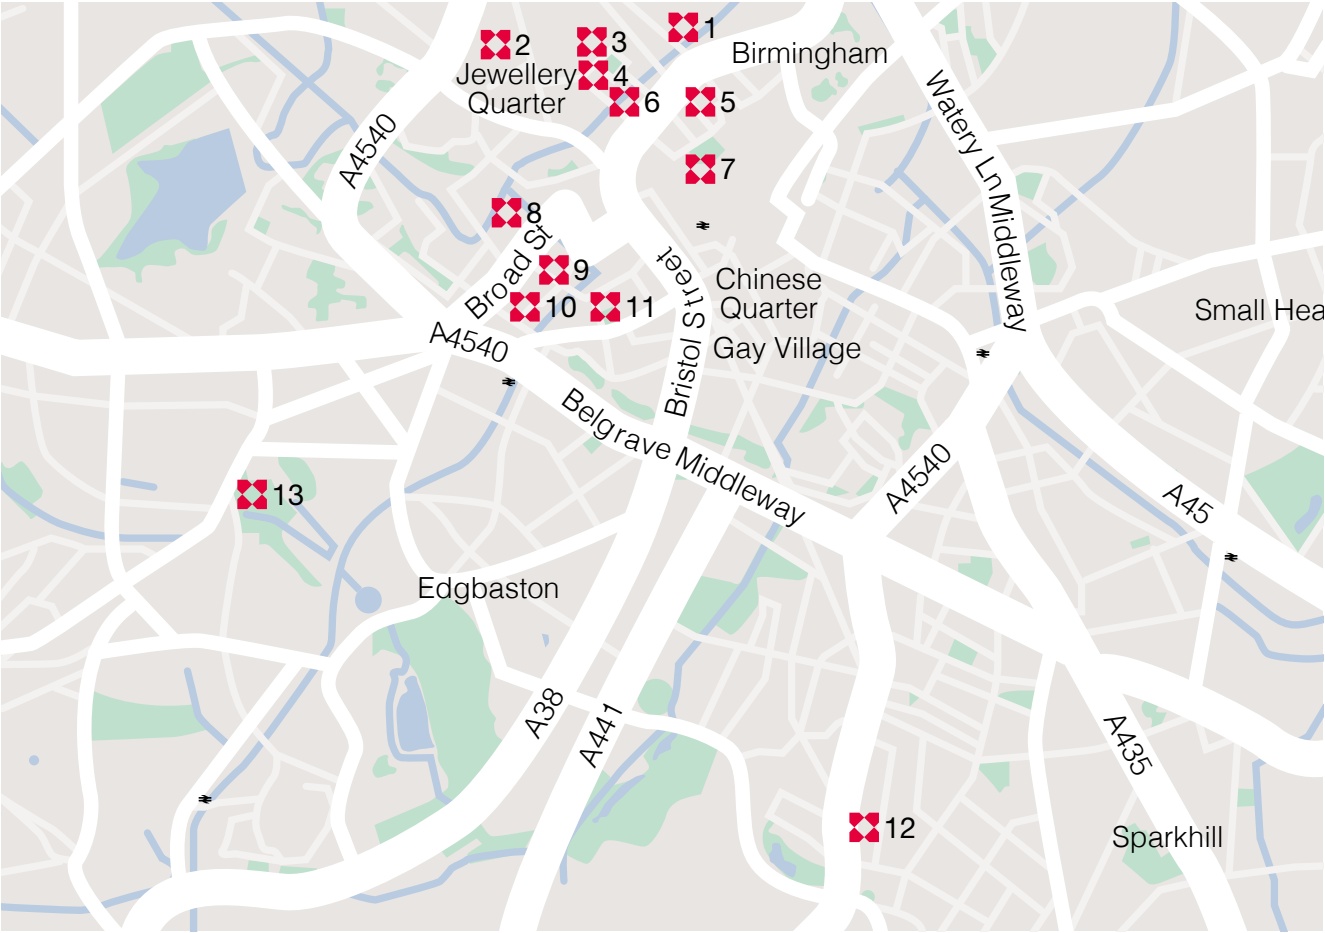 1
2
3
Birmingham
Jewellery
Quarter
4
6
5
Watery Ln Middleway
A4540
7
8
Broad St
9
Bristol Street
Chinese
Quarter
10
11
Small Hea
A4540
Gay Village
Belgrave Middleway
A4540
13
A45
Edgbaston
A38
A441
A435
12
Sparkhill